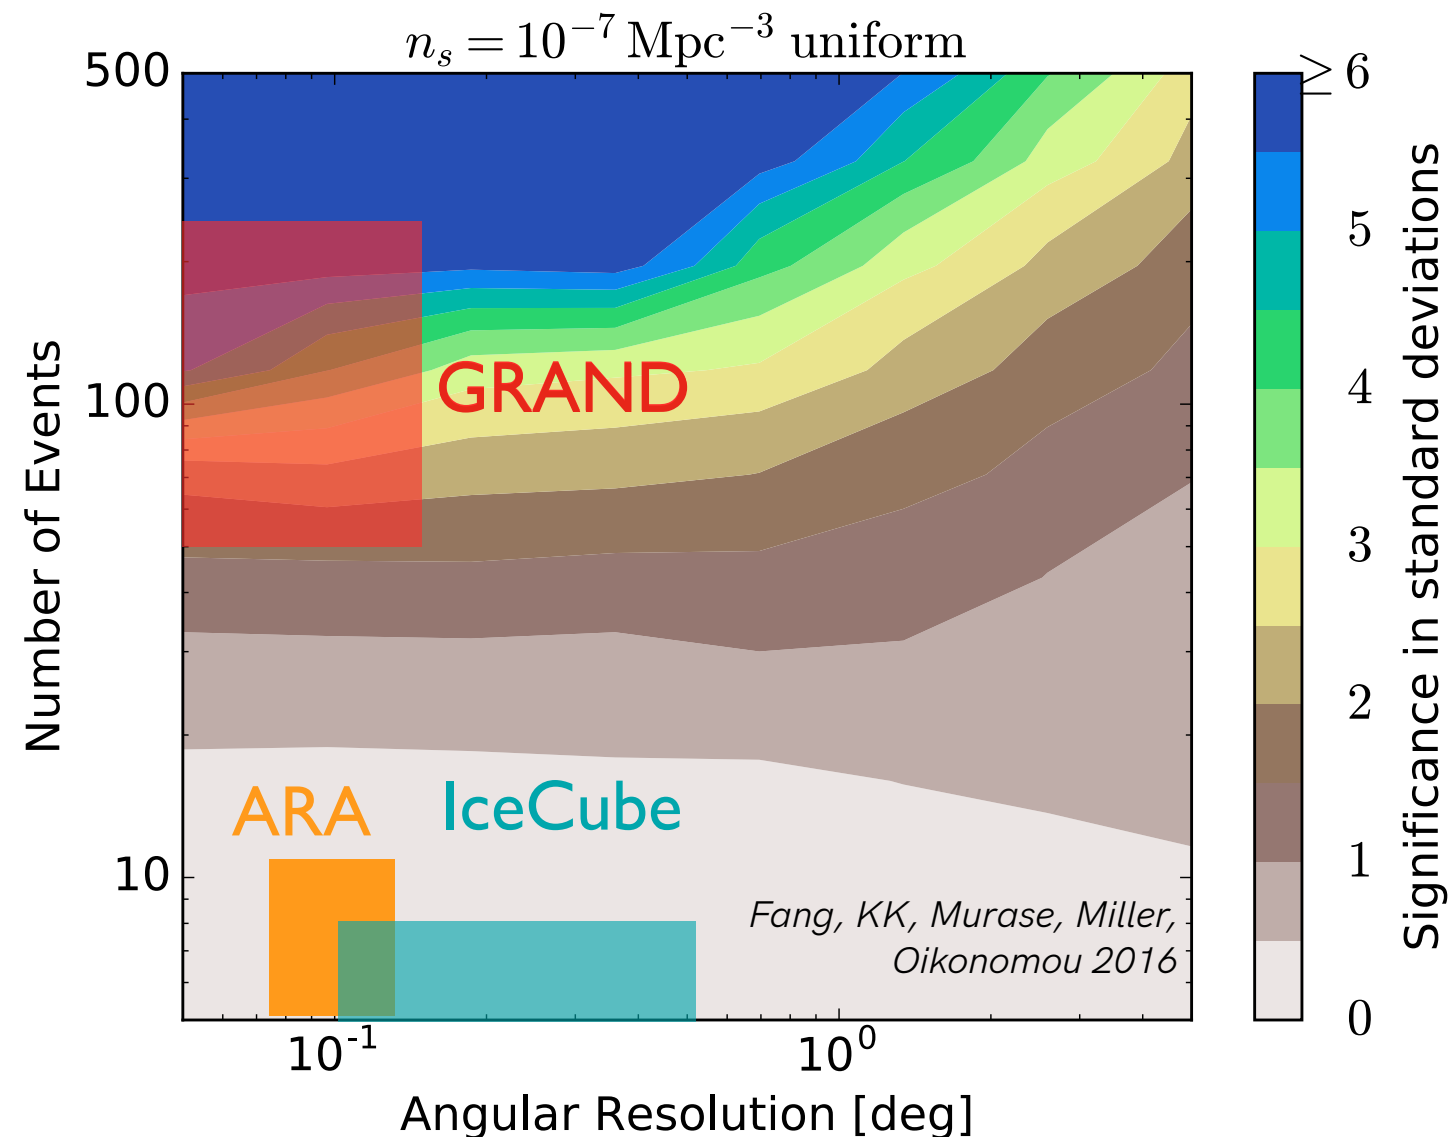 n_s = 10^{-7} Mpc^{-3} uniform
500
100
10
Number of Events
GRAND
ARA
IceCube
Fang, KK, Murase, Miller,
Oikonomou 2016
10^{-1}
10^{0}
Angular Resolution [deg]
≥ 6
5
4
3
2
1
0
Significance in standard deviations